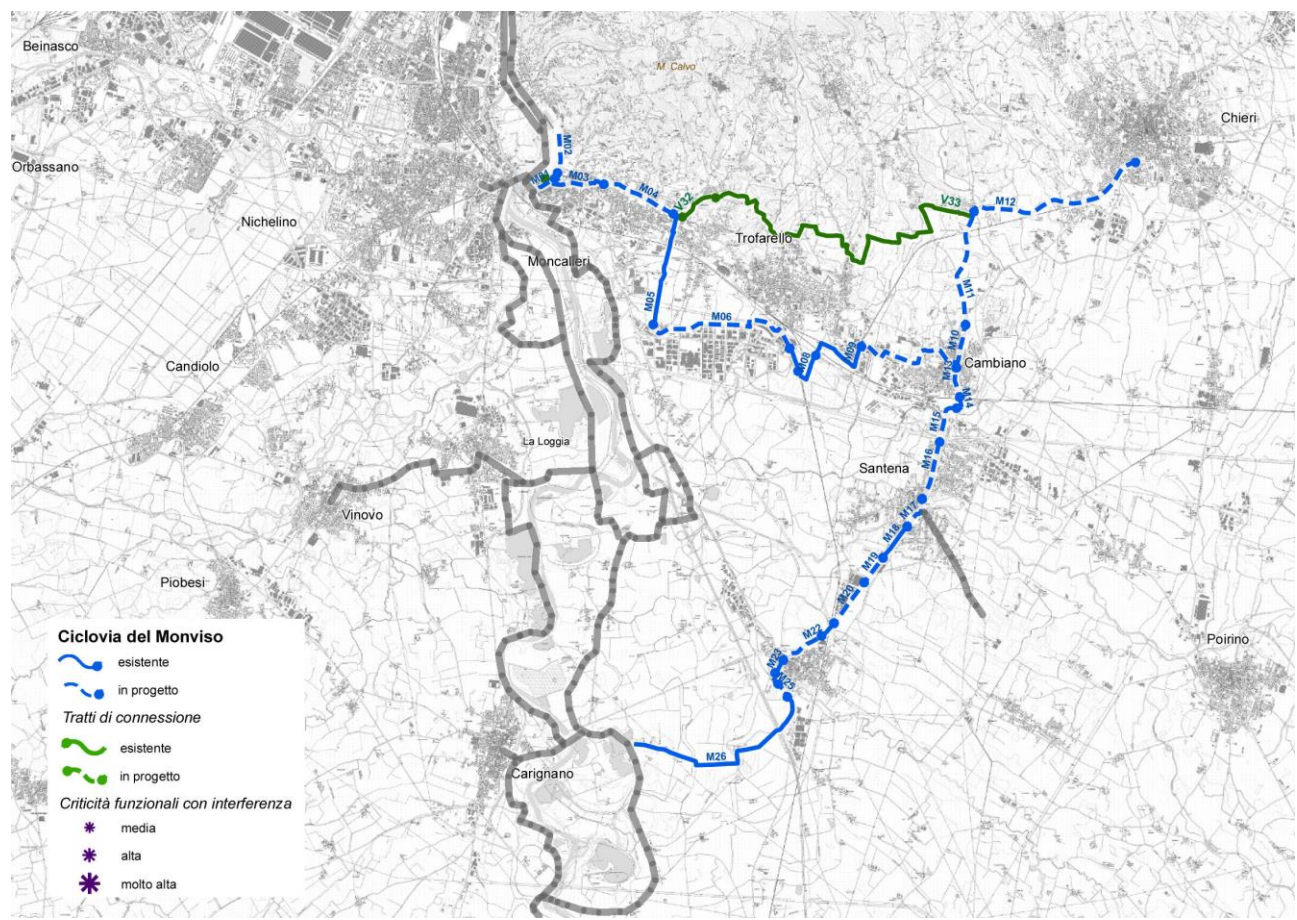 Beinasco
M. Calvo
Chieri
Orbassano
M02
M03
M04
V32
V33
M12
Nichelino
Trofarello
Moncalieri
M05
M06
M11
M10
M08
M09
Candiolo
M13
Cambiano
M14
La Loggia
M15
M16
Santena
Vinovo
M17
M18
M19
Piobesi
M20
M22
M23
M25
Poirino
M26
Carignano
Ciclovia del Monviso
esistente
in progetto
Tratti di connessione
esistente
in progetto
Criticità funzionali con interferenza
media
alta
molto alta